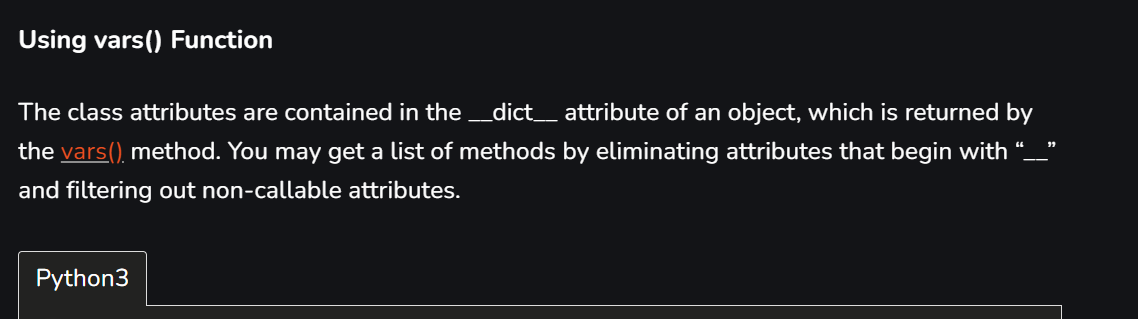 Using vars() Function
The class attributes are contained in the __dict__ attribute of an object, which is returned by
the vars() method. You may get a list of methods by eliminating attributes that begin with “__”
and filtering out non-callable attributes.
Python3